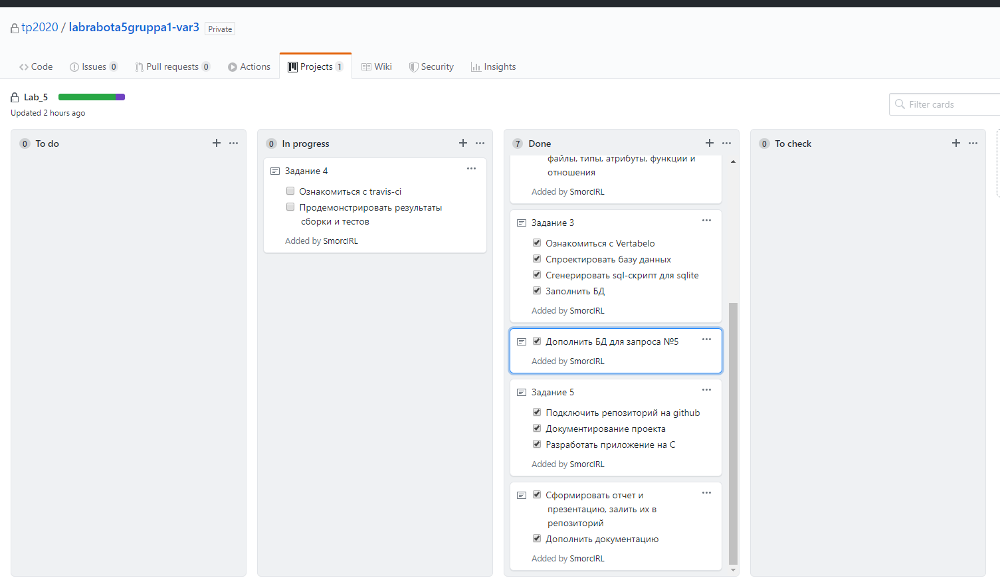 tp2020 / labrabota5gruppa1-var3 Private
Code Issues 0 Pull requests 0 Actions Projects 1 Wiki Security Insights
Lab_5
Updated 2 hours ago
Filter cards
0 To do
0 In progress
Задание 4
Ознакомиться с travis-ci
Продемонстрировать результаты
сборки и тестов
Added by SmorcIRL
7 Done
файлы, типы, атрибуты, функции и
отношения
Added by SmorcIRL
Задание 3
Ознакомиться с Vertabelo
Спроектировать базу данных
Сгенерировать sql-скрипт для sqlite
Заполнить БД
Added by SmorcIRL
Дополнить БД для запроса №5
Added by SmorcIRL
Задание 5
Подключить репозиторий на github
Документирование проекта
Разработать приложение на С
Added by SmorcIRL
Сформировать отчет и
презентацию, залить их в
репозиторий
Дополнить документацию
Added by SmorcIRL
0 To check